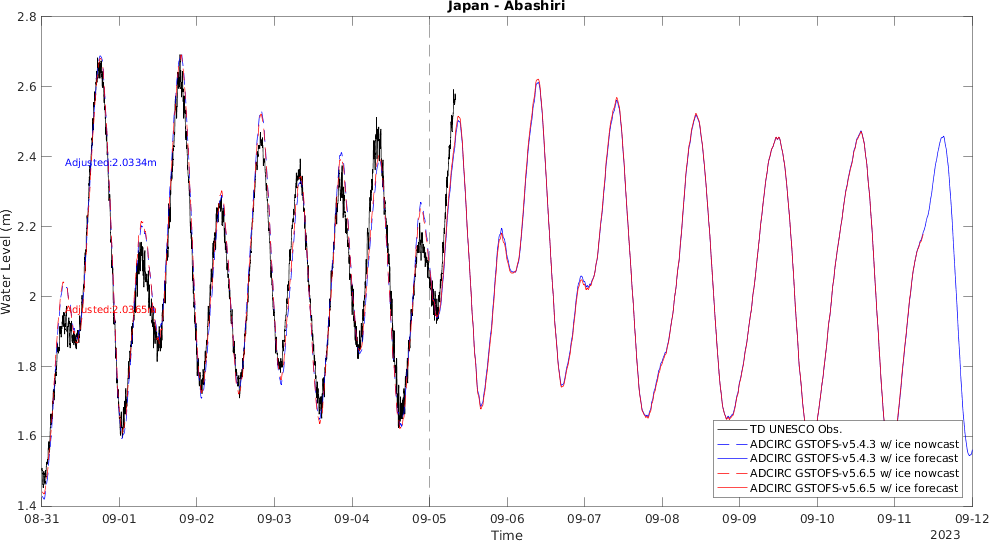 Japan - Abashiri
2.8
2.6
2.4
2.2
2
1.8
1.6
1.4
Water Level (m)
Adjusted:2.0334m
Adjusted:2.0365m
TD UNESCO Obs.
ADCIRC GSTOFS-v5.4.3 w/ ice nowcast
ADCIRC GSTOFS-v5.4.3 w/ ice forecast
ADCIRC GSTOFS-v5.6.5 w/ ice nowcast
ADCIRC GSTOFS-v5.6.5 w/ ice forecast
08-31 09-01 09-02 09-03 09-04 09-05 09-06 09-07 09-08 09-09 09-10 09-11 09-12
Time
2023